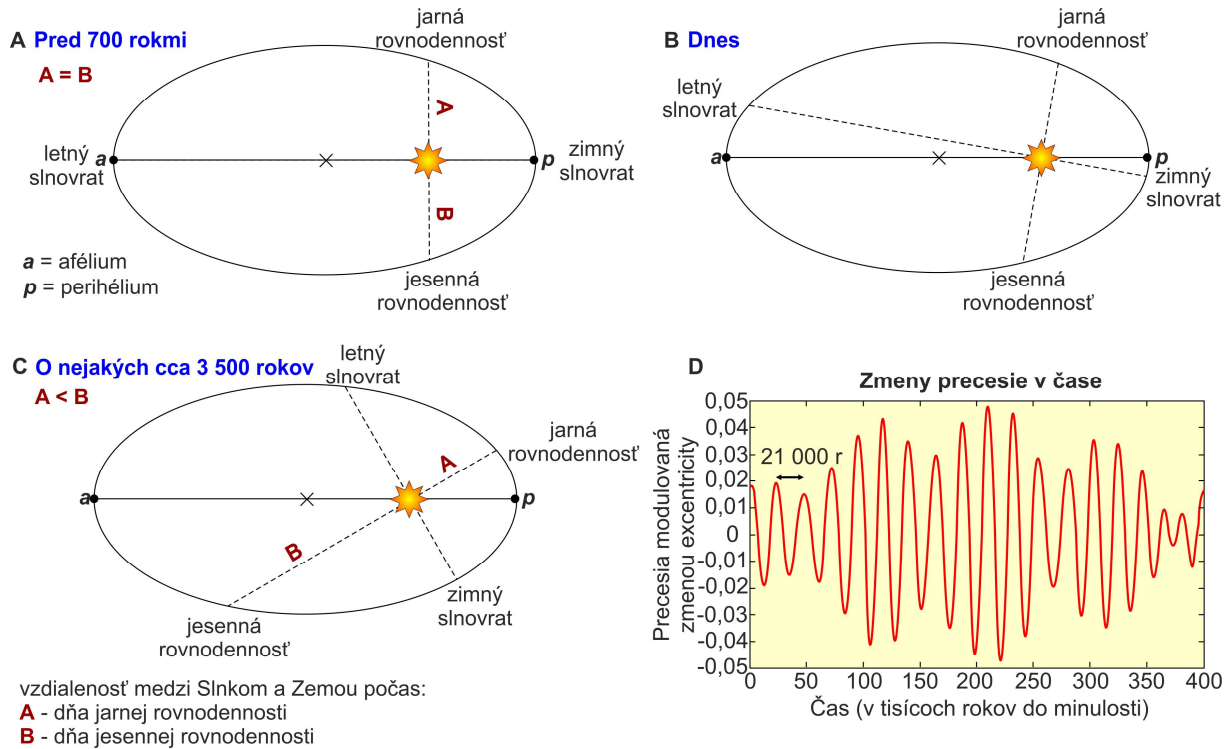 A Pred 700 rokmi
A = B
jarná
rovnodennosť
letný
slnovrat
a
A
B
p
zimný
slnovrat
jesenná
rovnodennosť
a = afélium
p = perihélium
B Dnes
jarná
rovnodennosť
letný
slnovrat
a
p
zimný
slnovrat
jesenná
rovnodennosť
C O nejakých cca 3 500 rokov
A < B
letný
slnovrat
jarná
rovnodennosť
A
a
p
B
zimný
slnovrat
jesenná
rovnodennosť
vzdialenosť medzi Slnkom a Zemou počas:
A - dňa jarnej rovnodennosti
B - dňa jesennej rovnodennosti
D
Zmeny precesie v čase
Precesia modulovaná
zmenou excentricity
0,05
0,04
0,03
0,02
0,01
0
-0,01
-0,02
-0,03
-0,04
-0,05
21 000 r
0 50 100 150 200 250 300 350 400
Čas (v tisícoch rokov do minulosti)